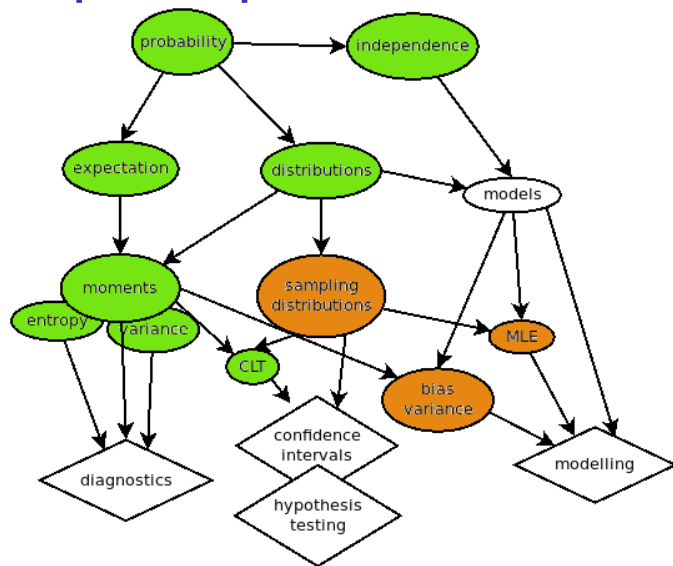 probability
independence
expectation
distributions
models
moments
sampling
distributions
entropy
variance
MLE
CLT
bias
variance
confidence
intervals
modelling
diagnostics
hypothesis
testing